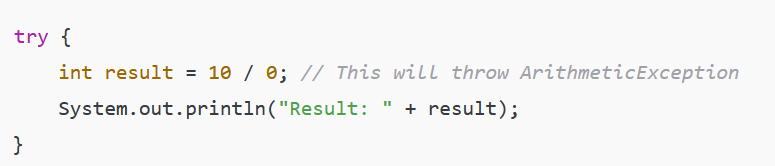 try {
    int result = 10 / 0; // This will throw ArithmeticException
    System.out.println("Result: " + result);
}